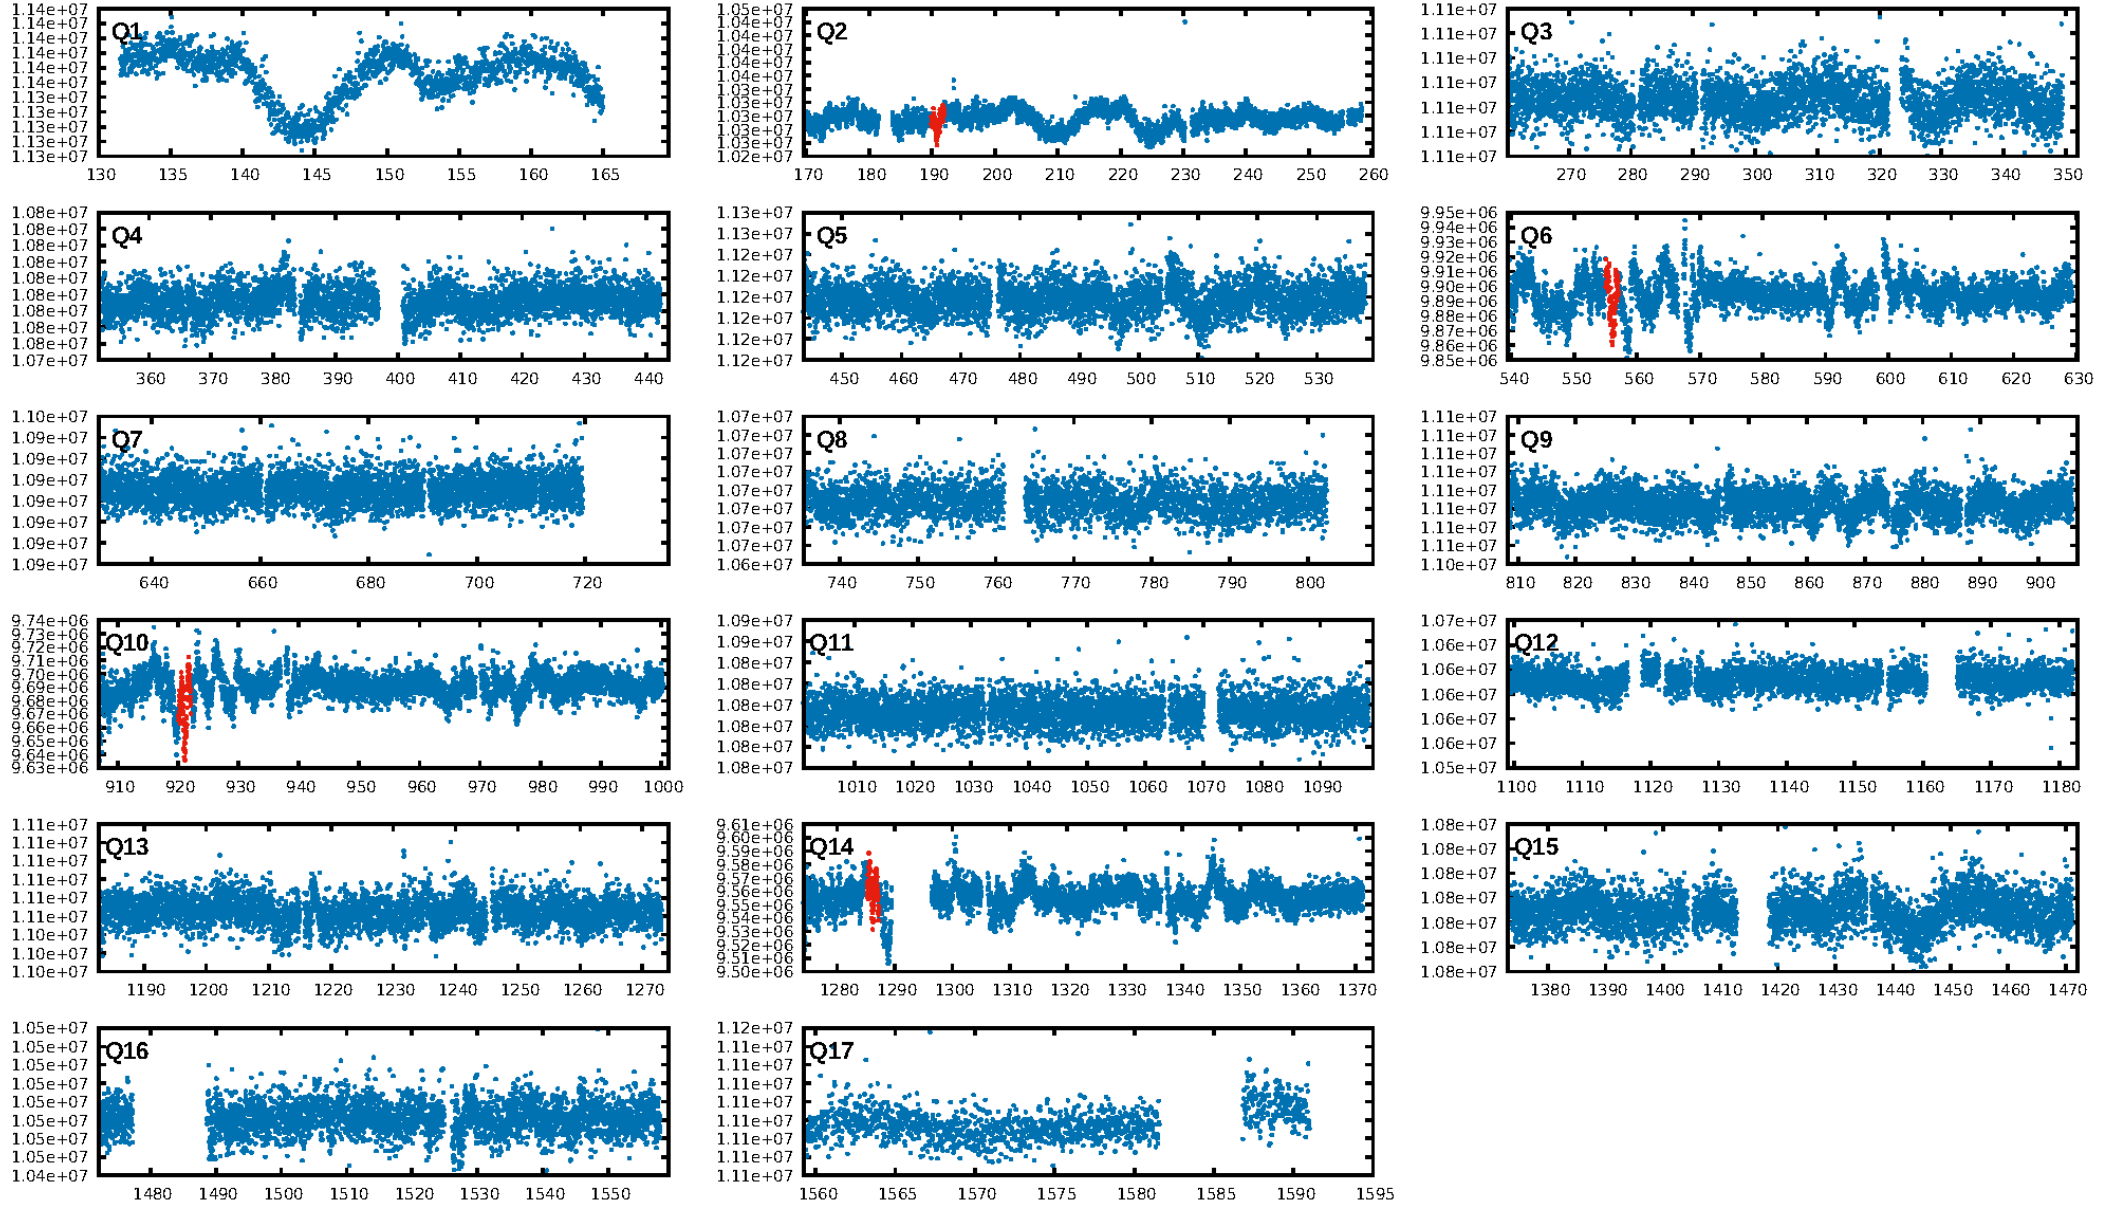 1.14e+07
1.14e+07
1.14e+07
1.14e+07
1.14e+07
1.14e+07
1.13e+07
1.13e+07
1.13e+07
1.13e+07
1.13e+07
Q1
130 135 140 145 150 155 160 165
1.05e+07
1.04e+07
1.04e+07
1.04e+07
1.04e+07
1.04e+07
1.03e+07
1.03e+07
1.03e+07
1.03e+07
1.03e+07
1.02e+07
Q2
170 180 190 200 210 220 230 240 250 260
1.11e+07
1.11e+07
1.11e+07
1.11e+07
1.11e+07
1.11e+07
1.11e+07
Q3
270 280 290 300 310 320 330 340 350
1.08e+07
1.08e+07
1.08e+07
1.08e+07
1.08e+07
1.08e+07
1.08e+07
1.08e+07
1.08e+07
1.07e+07
Q4
360 370 380 390 400 410 420 430 440
1.13e+07
1.13e+07
1.12e+07
1.12e+07
1.12e+07
1.12e+07
1.12e+07
1.12e+07
Q5
450 460 470 480 490 500 510 520 530
9.95e+06
9.94e+06
9.93e+06
9.92e+06
9.91e+06
9.90e+06
9.89e+06
9.88e+06
9.87e+06
9.86e+06
9.85e+06
Q6
540 550 560 570 580 590 600 610 620 630
1.10e+07
1.09e+07
1.09e+07
1.09e+07
1.09e+07
1.09e+07
1.09e+07
1.09e+07
Q7
640 660 680 700 720
1.07e+07
1.07e+07
1.07e+07
1.07e+07
1.07e+07
1.07e+07
1.07e+07
1.07e+07
1.06e+07
Q8
740 750 760 770 780 790 800
1.11e+07
1.11e+07
1.11e+07
1.11e+07
1.11e+07
1.11e+07
1.11e+07
1.10e+07
Q9
810 820 830 840 850 860 870 880 890 900
9.74e+06
9.73e+06
9.72e+06
9.71e+06
9.70e+06
9.69e+06
9.68e+06
9.67e+06
9.66e+06
9.65e+06
9.64e+06
9.63e+06
Q10
910 920 930 940 950 960 970 980 990 1000
1.09e+07
1.09e+07
1.08e+07
1.08e+07
1.08e+07
1.08e+07
1.08e+07
1.08e+07
Q11
1010 1020 1030 1040 1050 1060 1070 1080 1090
1.07e+07
1.06e+07
1.06e+07
1.06e+07
1.06e+07
1.06e+07
1.05e+07
Q12
1100 1110 1120 1130 1140 1150 1160 1170 1180
1.11e+07
1.11e+07
1.11e+07
1.11e+07
1.11e+07
1.10e+07
1.10e+07
1.10e+07
Q13
1190 1200 1210 1220 1230 1240 1250 1260 1270
9.61e+06
9.60e+06
9.59e+06
9.58e+06
9.57e+06
9.56e+06
9.55e+06
9.54e+06
9.53e+06
9.52e+06
9.51e+06
9.50e+06
Q14
1280 1290 1300 1310 1320 1330 1340 1350 1360 1370
1.08e+07
1.08e+07
1.08e+07
1.08e+07
1.08e+07
1.08e+07
1.08e+07
Q15
1380 1390 1400 1410 1420 1430 1440 1450 1460 1470
1.05e+07
1.05e+07
1.05e+07
1.05e+07
1.05e+07
1.05e+07
1.05e+07
1.05e+07
1.04e+07
Q16
1480 1490 1500 1510 1520 1530 1540 1550
1.12e+07
1.11e+07
1.11e+07
1.11e+07
1.11e+07
1.11e+07
1.11e+07
1.11e+07
1.11e+07
Q17
1560 1565 1570 1575 1580 1585 1590 1595